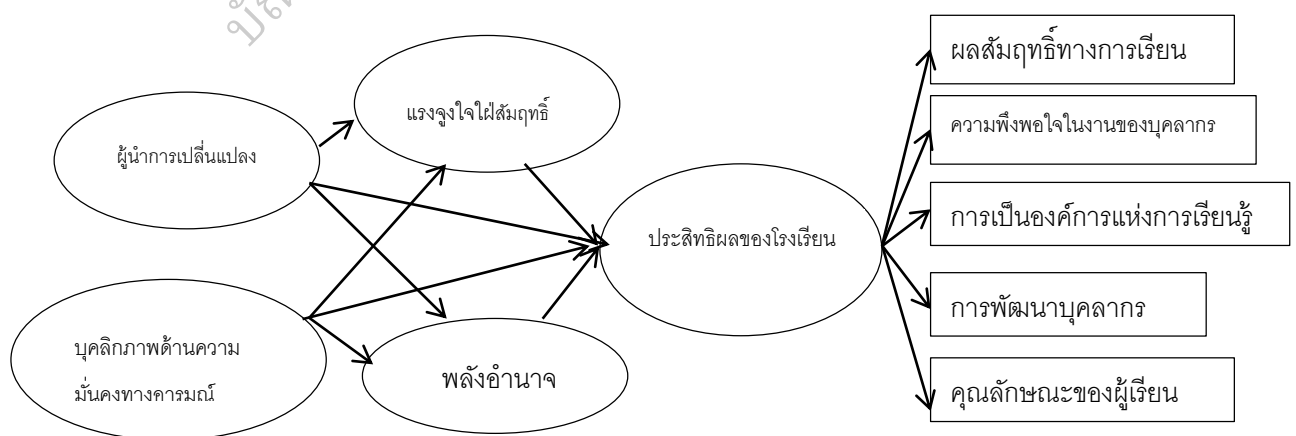 ผู้นำการเปลี่นแปลง
แรงจูงใจใฝ่สัมฤทธิ์
บุคลิกภาพด้านความ
มั่นคงทางคารมณ์
พลังอำนาจ
ประสิทธิผลของโรงเรียน
ผลสัมฤทธิ์ทางการเรียน
ความพึงพอใจในงานของบุคลากร
การเป็นองค์การแห่งการเรียนรู้
การพัฒนาบุคลากร
คุณลักษณะของผู้เรียน